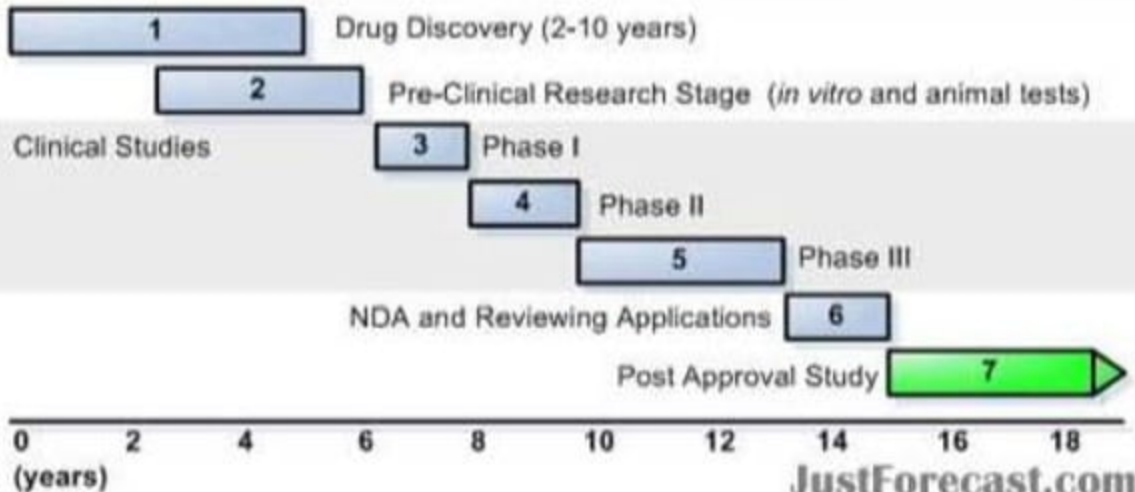 1 Drug Discovery (2-10 years)
2 Pre-Clinical Research Stage (in vitro and animal tests)
Clinical Studies 3 Phase I
4 Phase II
5 Phase III
NDA and Reviewing Applications 6
Post Approval Study 7
0 2 4 6 8 10 12 14 16 18
(years)
JustForecast.com